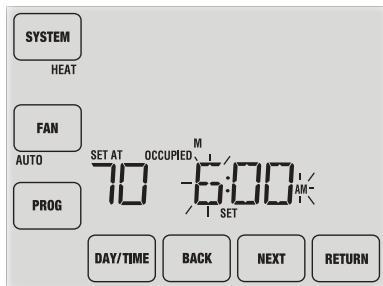 SYSTEM
HEAT
FAN
AUTO
M
SET AT OCCUPIED
70 6:00 AM
SET
PROG
DAY/TIME BACK NEXT RETURN